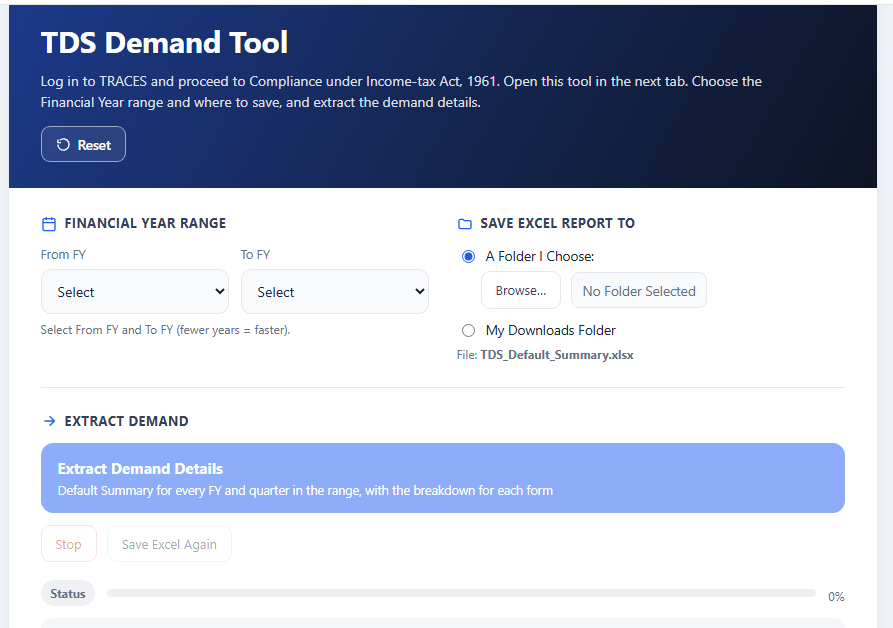 TDS Demand Tool
Log in to TRACES and proceed to Compliance under Income-tax Act, 1961. Open this tool in the next tab. Choose the
Financial Year range and where to save, and extract the demand details.
Reset
FINANCIAL YEAR RANGE
From FY
To FY
Select
Select
Select From FY and To FY (fewer years = faster).
SAVE EXCEL REPORT TO
A Folder I Choose:
Browse...
No Folder Selected
My Downloads Folder
File: TDS_Default_Summary.xlsx
EXTRACT DEMAND
Extract Demand Details
Default Summary for every FY and quarter in the range, with the breakdown for each form
Stop
Save Excel Again
Status
0%